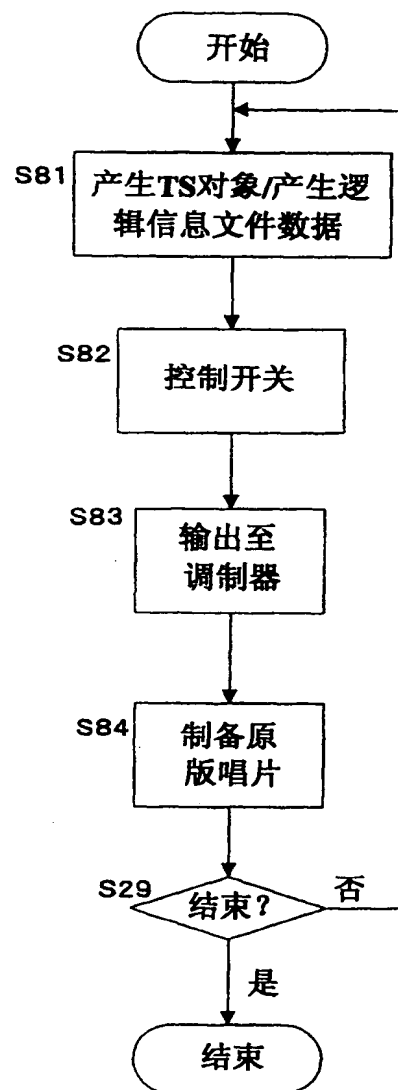 开始
S81
产生TS对象/产生逻
辑信息文件数据
S82
控制开关
S83
输出至
调制器
S84
制备原
版唱片
S29
结束?
否
是
结束